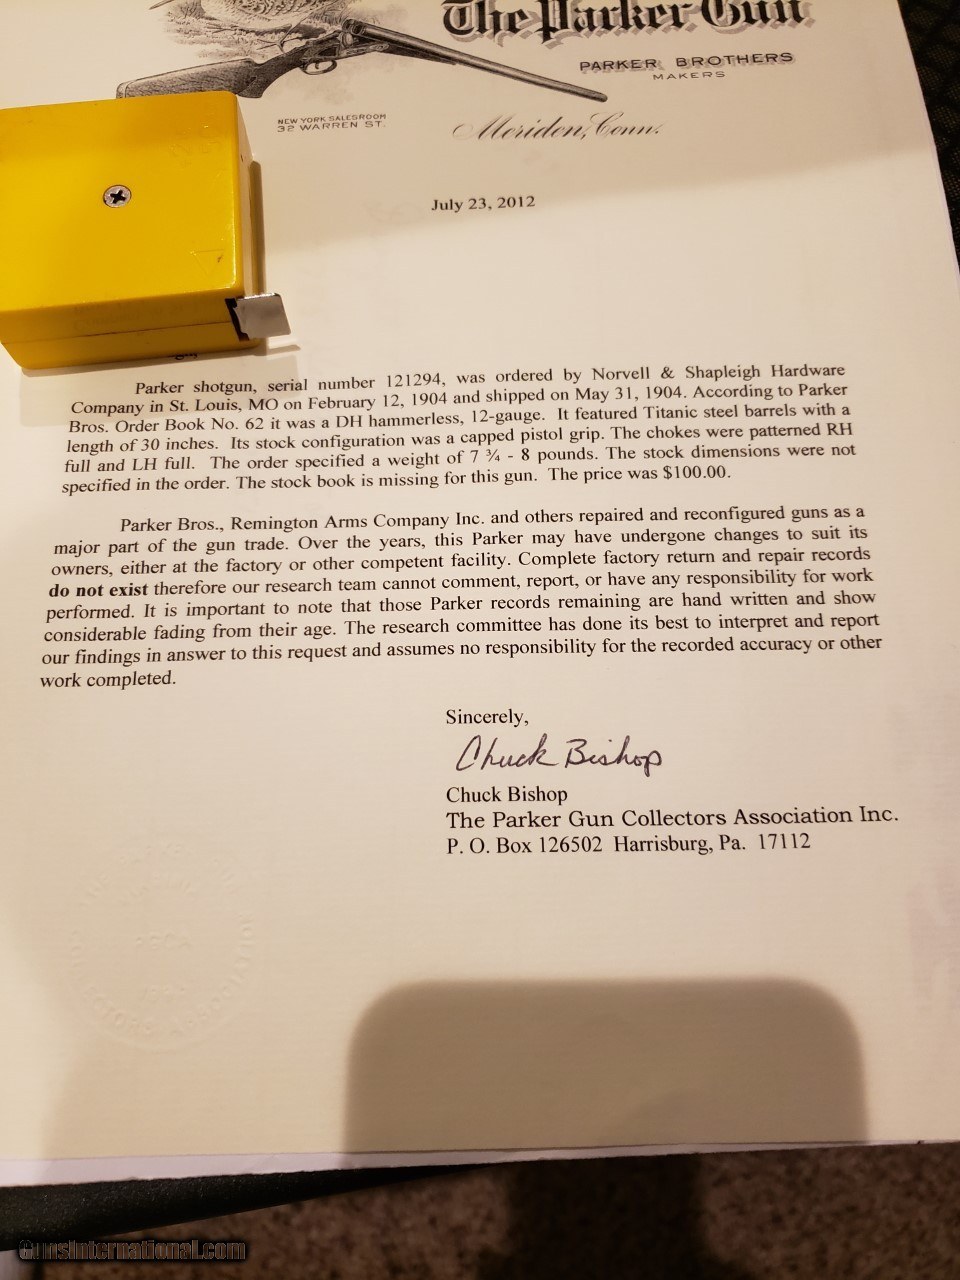 The Parker Gun
PARKER BROTHERS
MAKERS
NEW YORK SALESROOM
32 WARREN ST.
Meriden, Conn.
July 23, 2012
Parker shotgun, serial number 121294, was ordered by Norvell & Shapleigh Hardware
Company in St. Louis, MO on February 12, 1904 and shipped on May 31, 1904. According to Parker
Bros. Order Book No. 62 it was a DH hammerless, 12-gauge. It featured Titanic steel barrels with a
length of 30 inches. Its stock configuration was a capped pistol grip. The chokes were patterned RH
full and LH full. The order specified a weight of 7 ¾ - 8 pounds. The stock dimensions were not
specified in the order. The stock book is missing for this gun. The price was $100.00.
Parker Bros., Remington Arms Company Inc. and others repaired and reconfigured guns as a
major part of the gun trade. Over the years, this Parker may have undergone changes to suit its
owners, either at the factory or other competent facility. Complete factory return and repair records
do not exist therefore our research team cannot comment, report, or have any responsibility for work
performed. It is important to note that those Parker records remaining are hand written and show
considerable fading from their age. The research committee has done its best to interpret and report
our findings in answer to this request and assumes no responsibility for the recorded accuracy or other
work completed.
Sincerely,
Chuck Bishop
Chuck Bishop
The Parker Gun Collectors Association Inc.
P. O. Box 126502 Harrisburg, Pa. 17112
GunsInternational.com